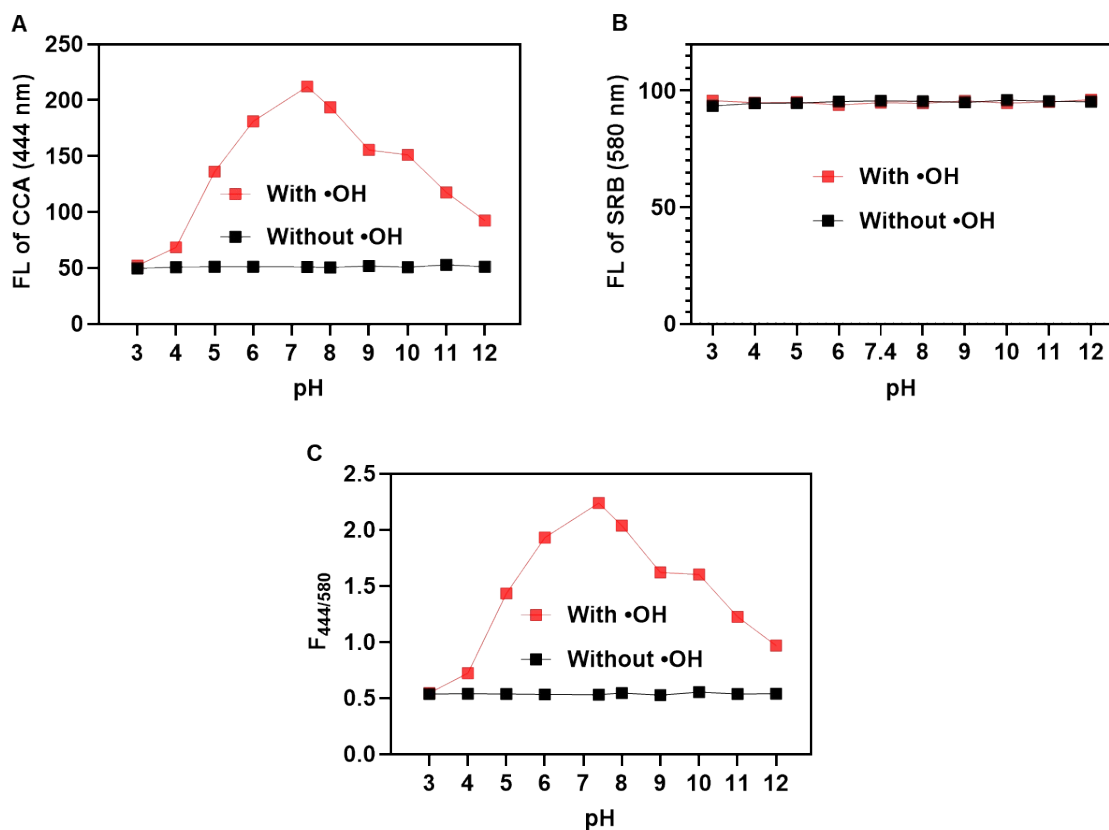 A
250
200
150
100
50
0
FL of CCA (444 nm)
With •OH
Without •OH
3 4 5 6 7 8 9 10 11 12
pH
B
100
50
0
FL of SRB (580 nm)
With •OH
Without •OH
3 4 5 6 7.4 8 9 10 11 12
pH
C
2.5
2.0
1.5
1.0
0.5
0.0
F444/580
With •OH
Without •OH
3 4 5 6 7 8 9 10 11 12
pH